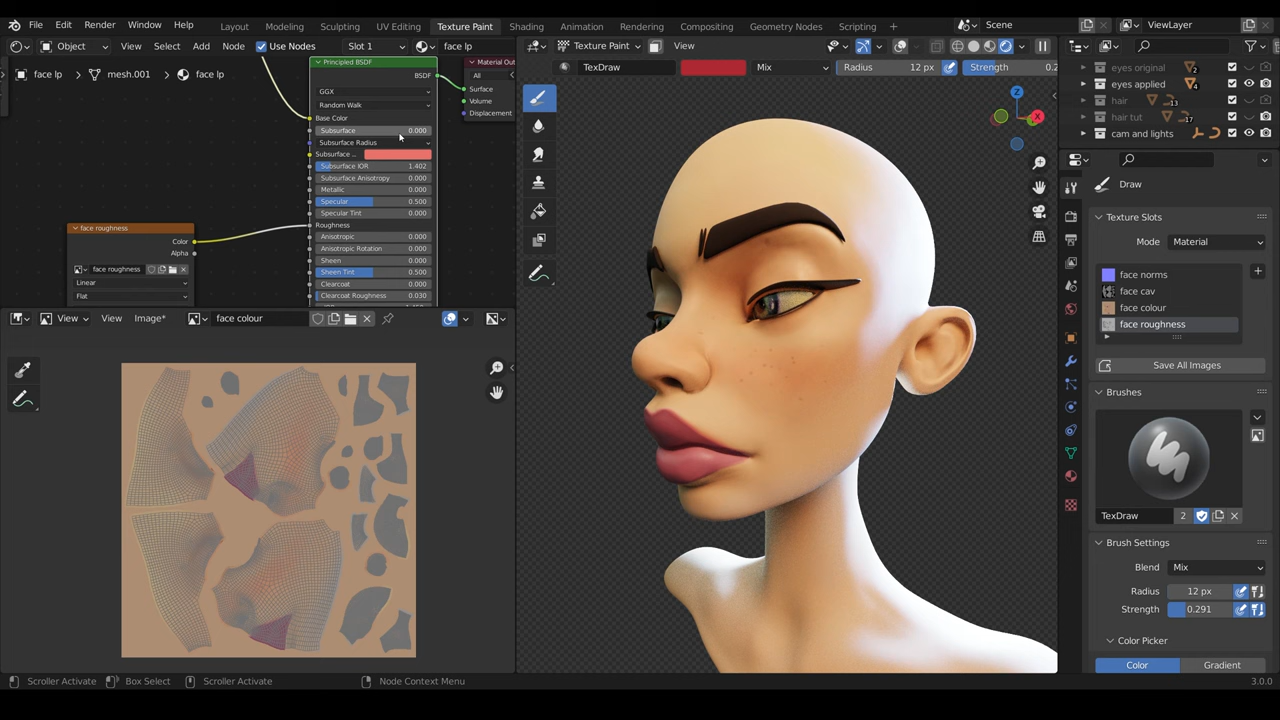 File Edit Render Window Help Layout Modeling Sculpting UV Editing Texture Paint Shading Animation Rendering Compositing Geometry Nodes Scripting + Scene ViewLayer
Object View Select Add Node Use Nodes Slot 1 face lp
face lp > mesh.001 > face lp
Principled BSDF
BSDF
GGX
Random Walk
Base Color
Subsurface 0.000
Subsurface Radius
Subsurface ..
Subsurface IOR 1.402
Subsurface Anisotropy 0.000
Metallic 0.000
Specular 0.500
Specular Tint 0.000
Roughness
Anisotropic 0.000
Anisotropic Rotation 0.000
Sheen 0.000
Sheen Tint 0.500
Clearcoat 0.000
Clearcoat Roughness 0.030
Material Out
All
Surface
Volume
Displacement
face roughness
Color
Alpha
face roughness
Linear
Flat
View View Image* face colour
Texture Paint View
TexDraw Mix Radius 12 px Strength 0.2
Z
X
eyes original 2
eyes applied 4
hair 13
hair tut 17
cam and lights
Draw
Texture Slots
Mode Material
face norms
face cav
face colour
face roughness
Save All Images
Brushes
TexDraw 2
Brush Settings
Blend Mix
Radius 12 px
Strength 0.291
Color Picker
Color Gradient
Scroller Activate Box Select Scroller Activate Node Context Menu 3.0.0